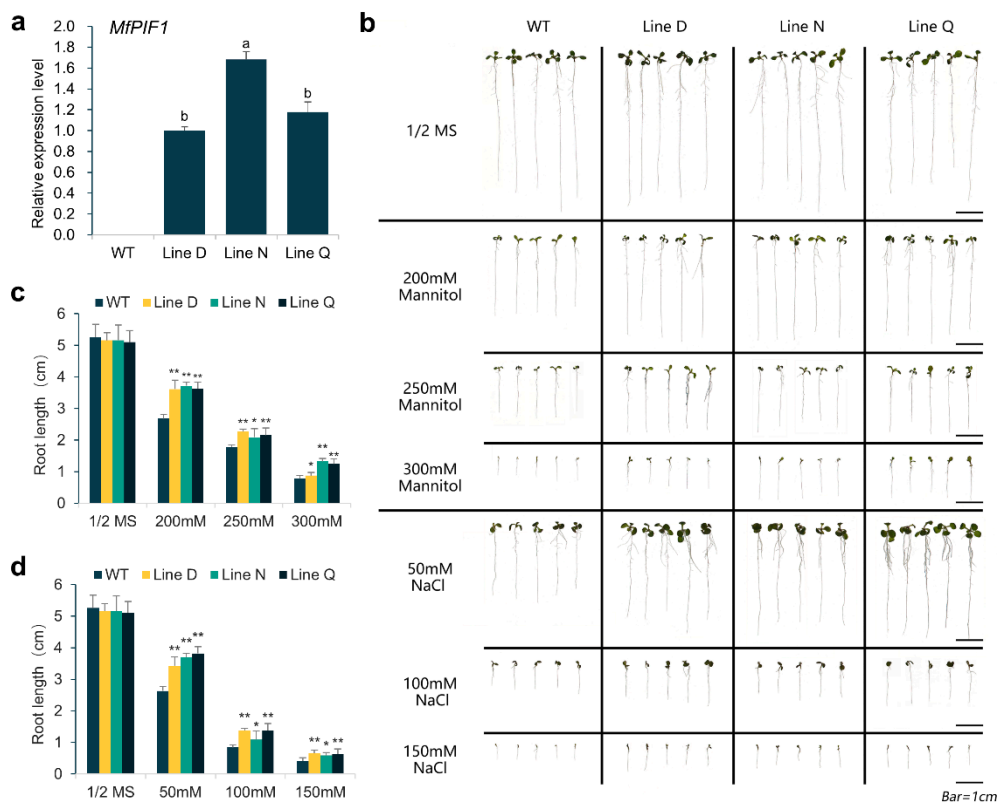 a
MfPIF1
Relative expression level
2.0
1.8
1.6
1.4
1.2
1.0
0.8
0.6
0.4
0.2
0.0
b
a
b
WT Line D Line N Line Q
b
WT Line D Line N Line Q
1/2 MS
200mM
Mannitol
250mM
Mannitol
300mM
Mannitol
50mM
NaCl
100mM
NaCl
150mM
NaCl
Bar=1cm
c
WT Line D Line N Line Q
Root length (cm)
6
5
4
3
2
1
0
** ** **
** * **
* ** **
1/2 MS 200mM 250mM 300mM
d
WT Line D Line N Line Q
Root length (cm)
6
5
4
3
2
1
0
** ** **
** * **
** * **
1/2 MS 50mM 100mM 150mM